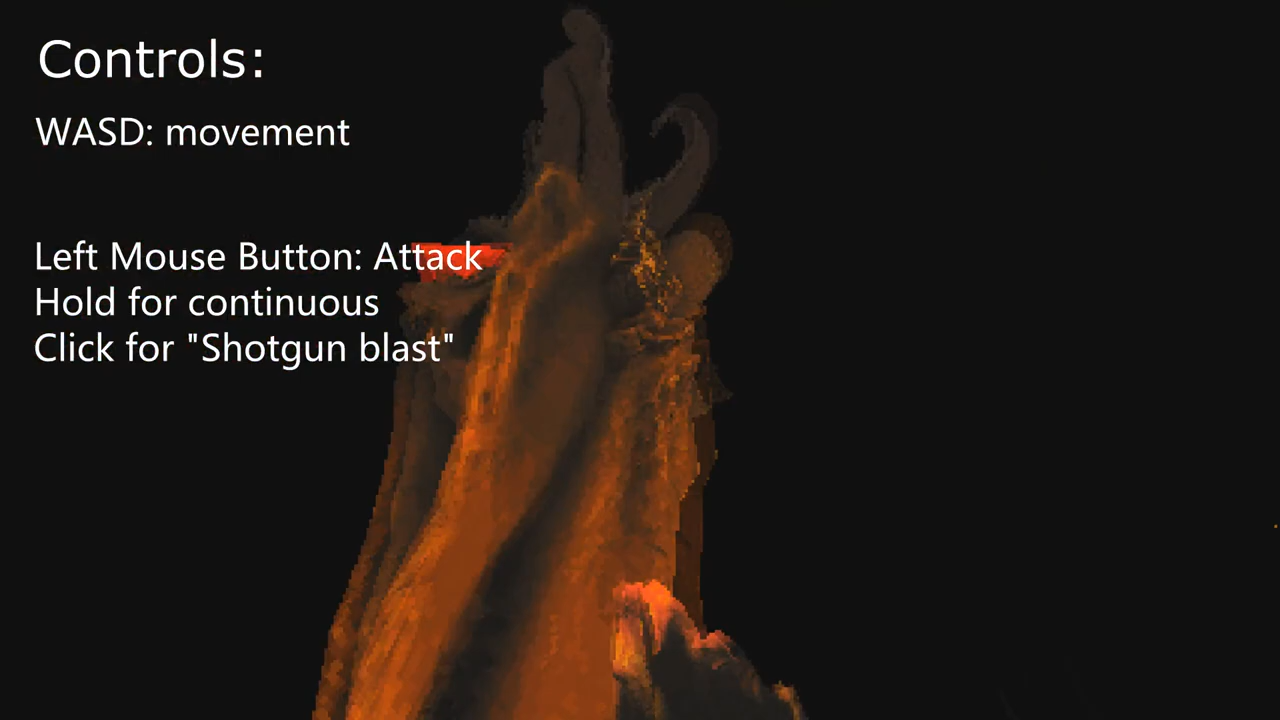 Controls:
WASD: movement
Left Mouse Button: Attack
Hold for continuous
Click for "Shotgun blast"